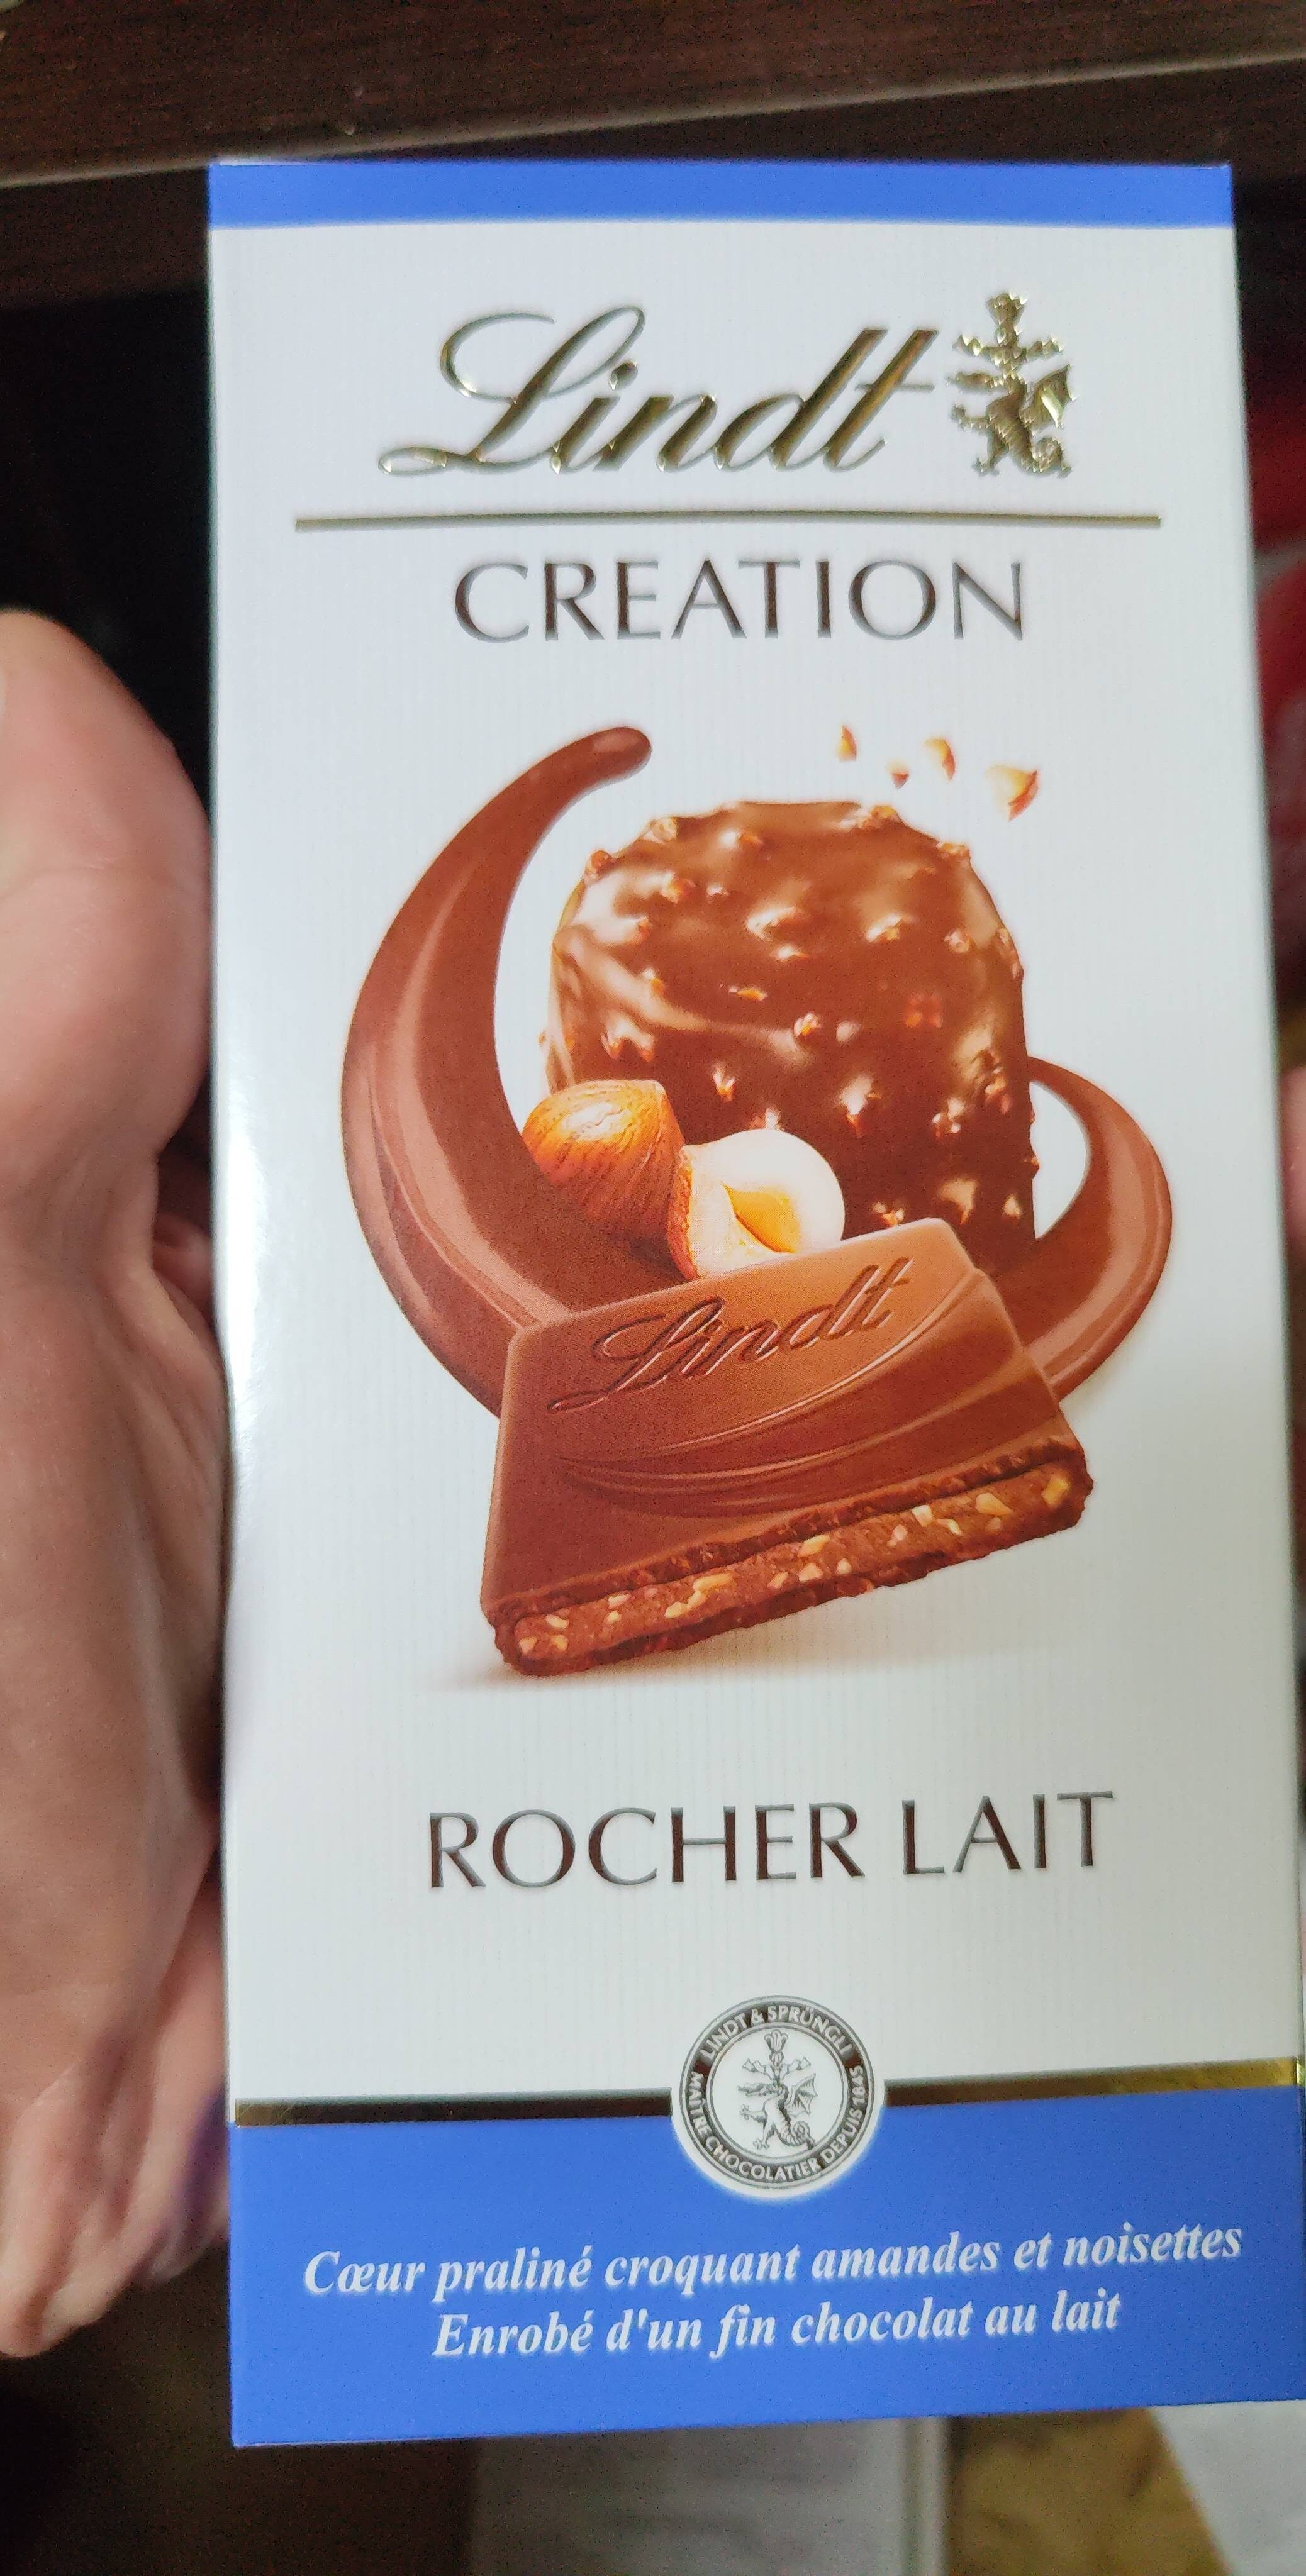 Lindt
CREATION
Lindt
ROCHER LAIT
LINDT & SPRÜNGLI
MAÎTRE CHOCOLATIER DEPUIS 1845
Cœur praliné croquant amandes et noisettes
Enrobé d'un fin chocolat au lait